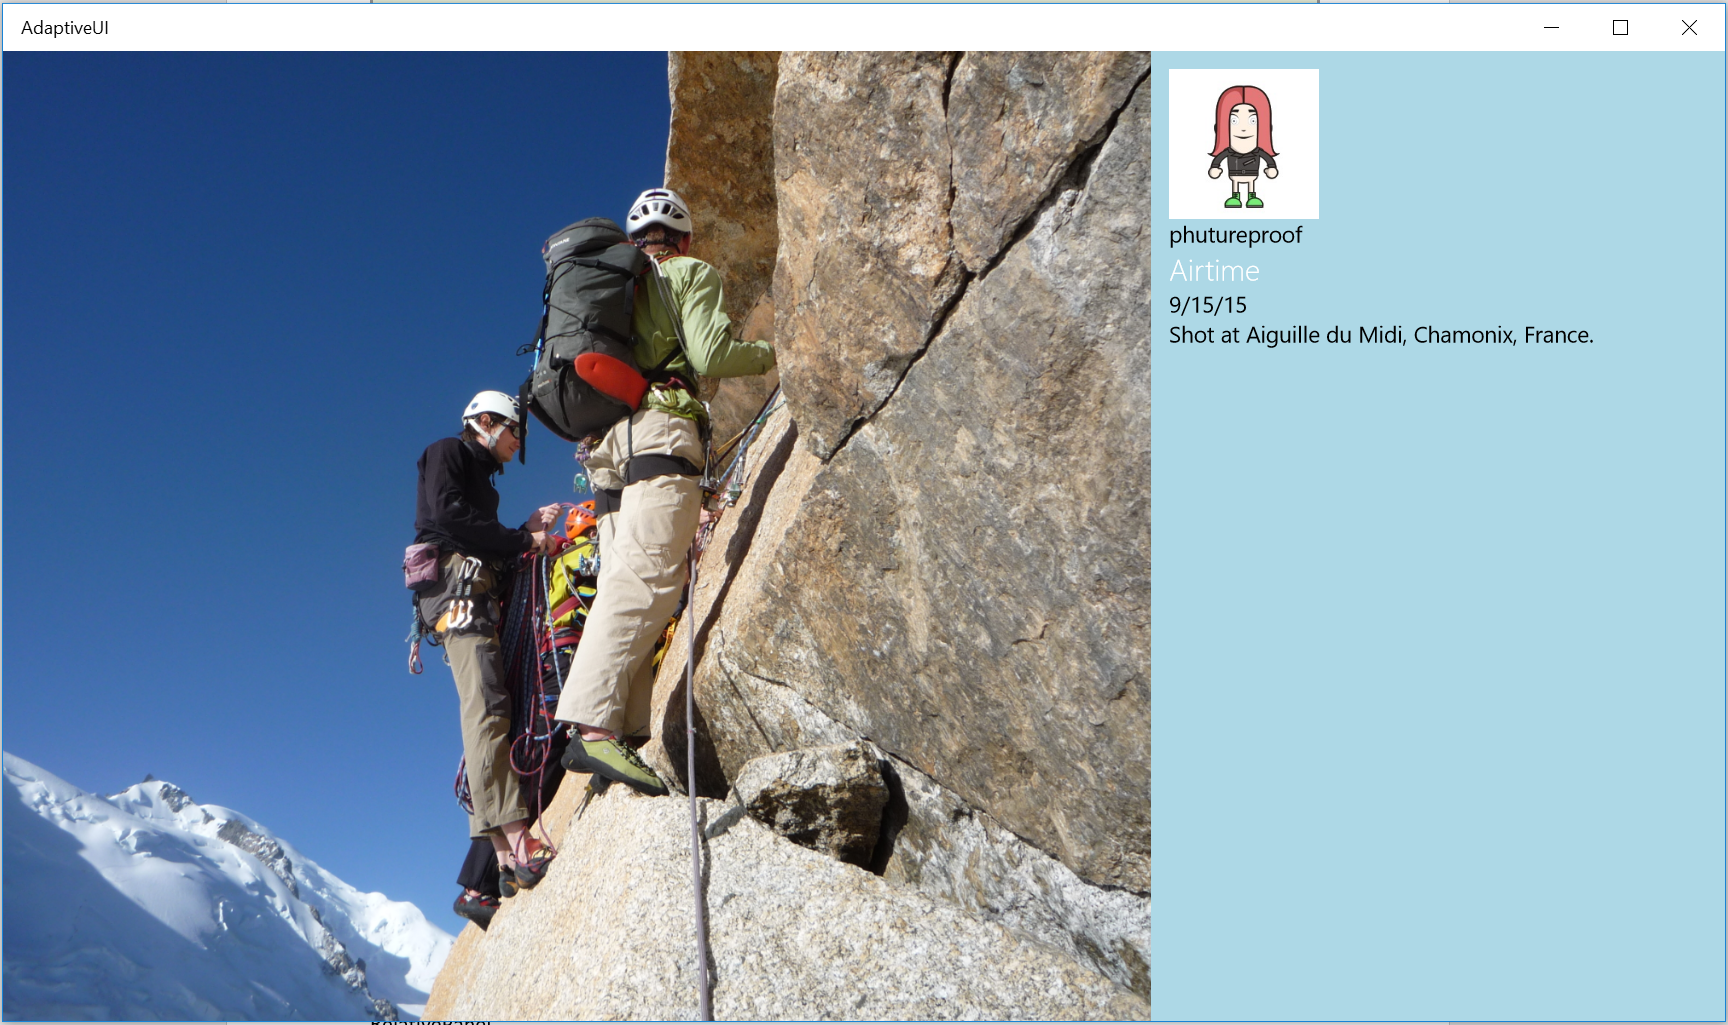 AdaptiveUI
phutureproof
Airtime
9/15/15
Shot at Aiguille du Midi, Chamonix, France.